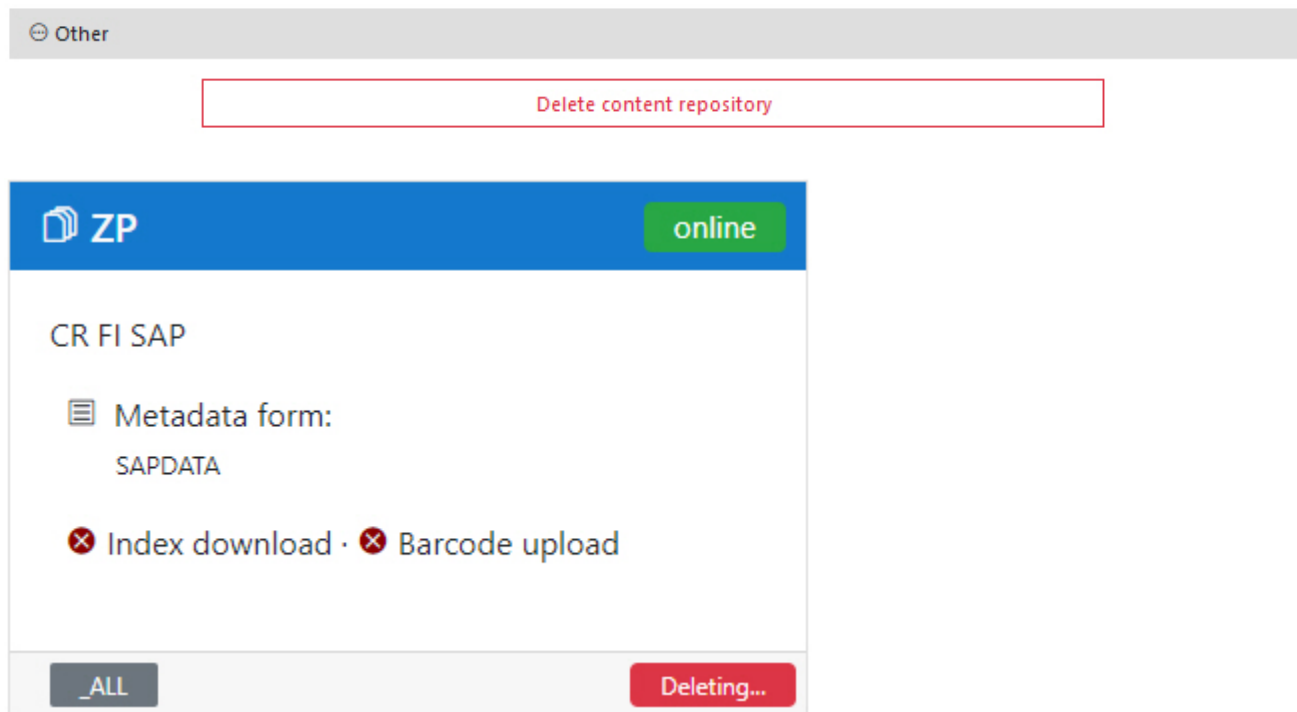 Other
Delete content repository
ZP
online
CR FI SAP
Metadata form:
SAPDATA
Index download · Barcode upload
_ALL
Deleting...